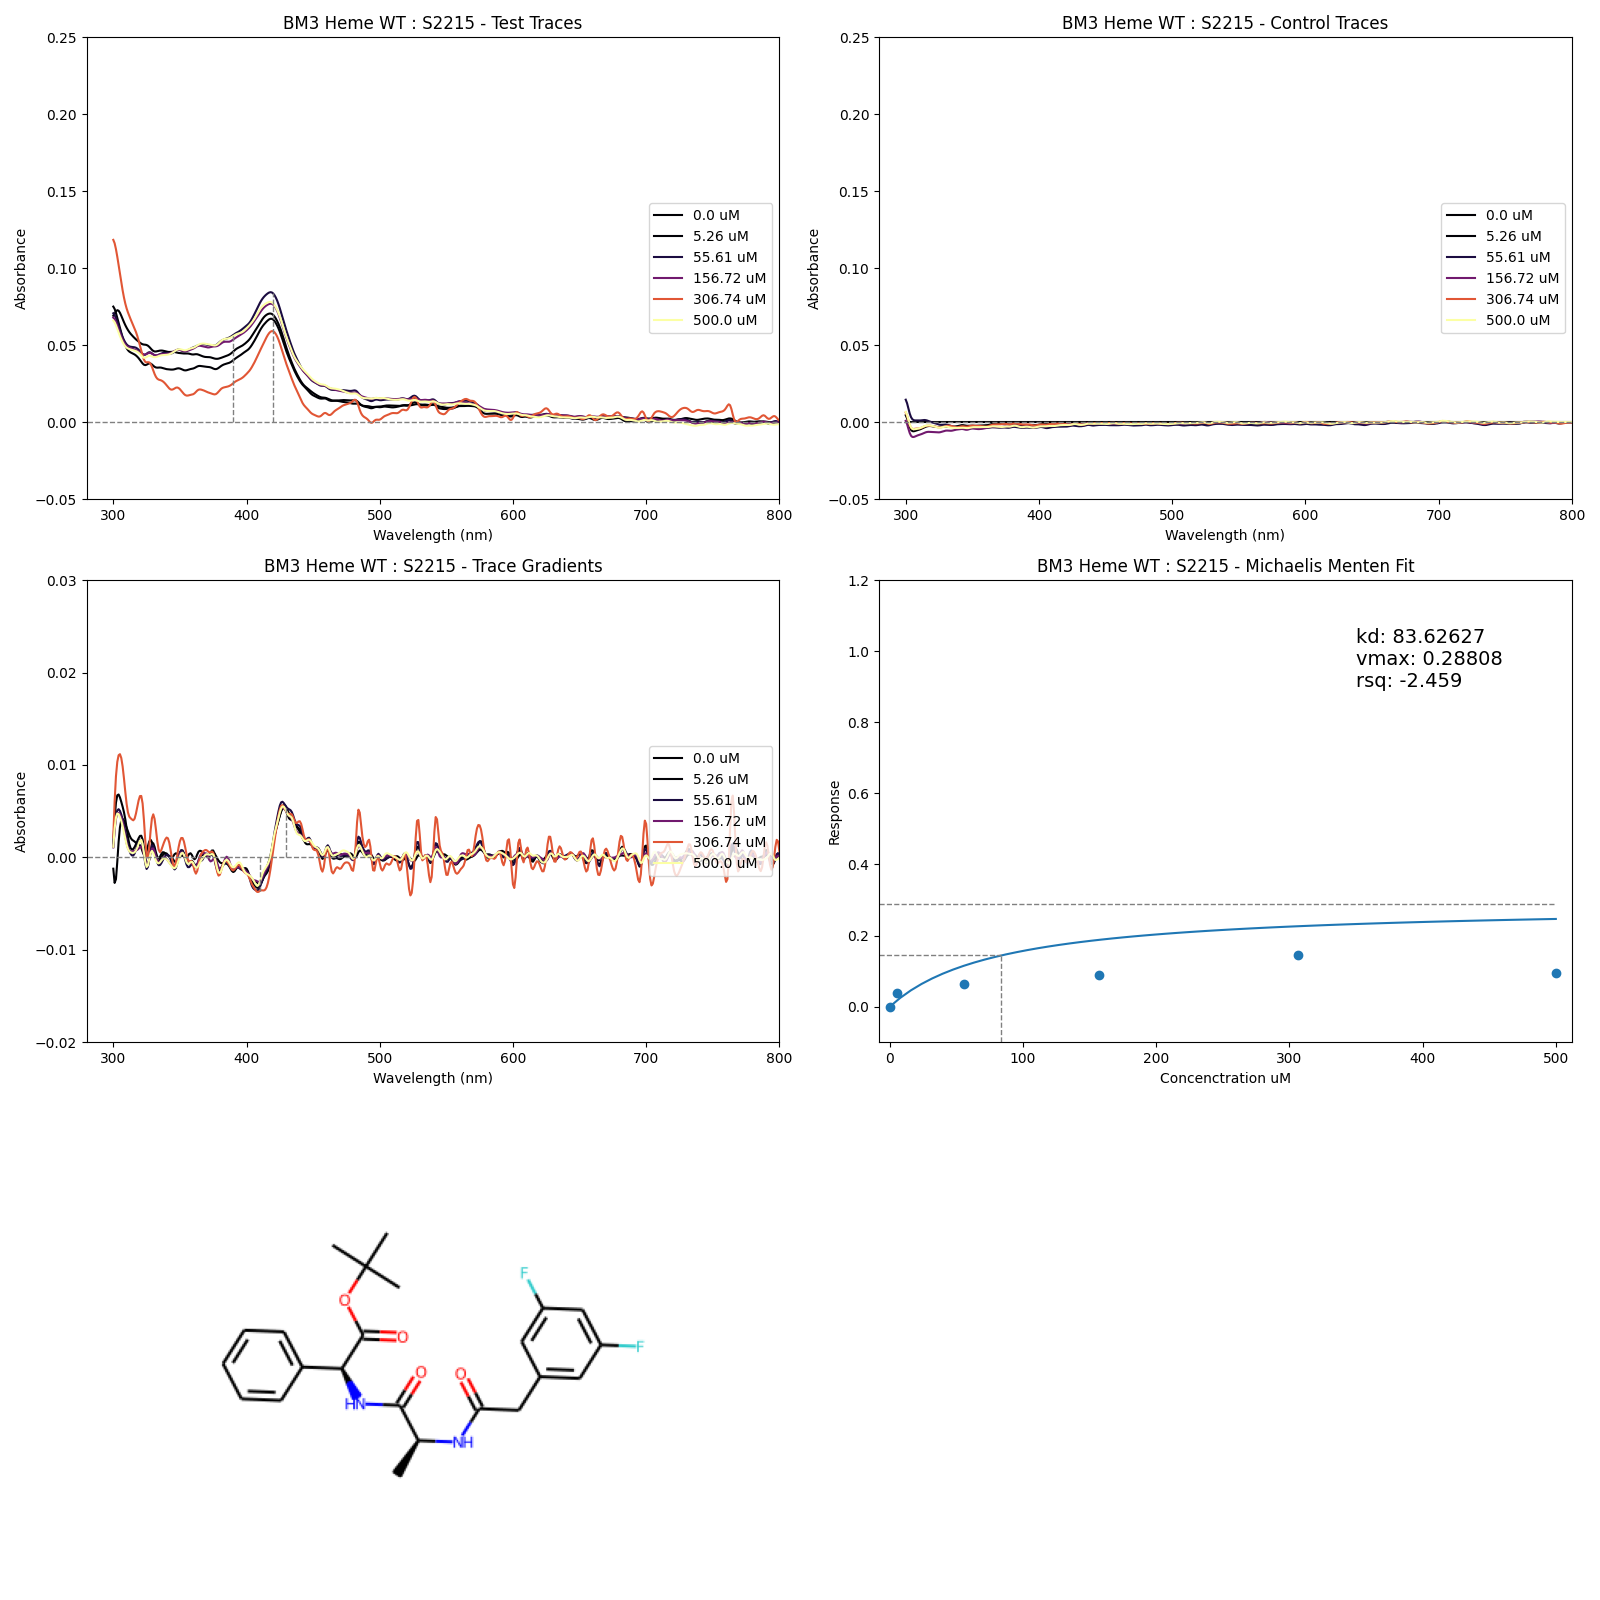 BM3 Heme WT : S2215 - Test Traces
0.25
0.20
0.15
0.10
0.05
0.00
−0.05
Absorbance
300 400 500 600 700 800
Wavelength (nm)
0.0 uM
5.26 uM
55.61 uM
156.72 uM
306.74 uM
500.0 uM
BM3 Heme WT : S2215 - Control Traces
0.25
0.20
0.15
0.10
0.05
0.00
−0.05
Absorbance
300 400 500 600 700 800
Wavelength (nm)
0.0 uM
5.26 uM
55.61 uM
156.72 uM
306.74 uM
500.0 uM
BM3 Heme WT : S2215 - Trace Gradients
0.03
0.02
0.01
0.00
−0.01
−0.02
Absorbance
300 400 500 600 700 800
Wavelength (nm)
0.0 uM
5.26 uM
55.61 uM
156.72 uM
306.74 uM
500.0 uM
BM3 Heme WT : S2215 - Michaelis Menten Fit
1.2
1.0
0.8
0.6
0.4
0.2
0.0
Response
0 100 200 300 400 500
Concenctration uM
kd: 83.62627
vmax: 0.28808
rsq: -2.459
F
O
O
F
O
O
HN
NH